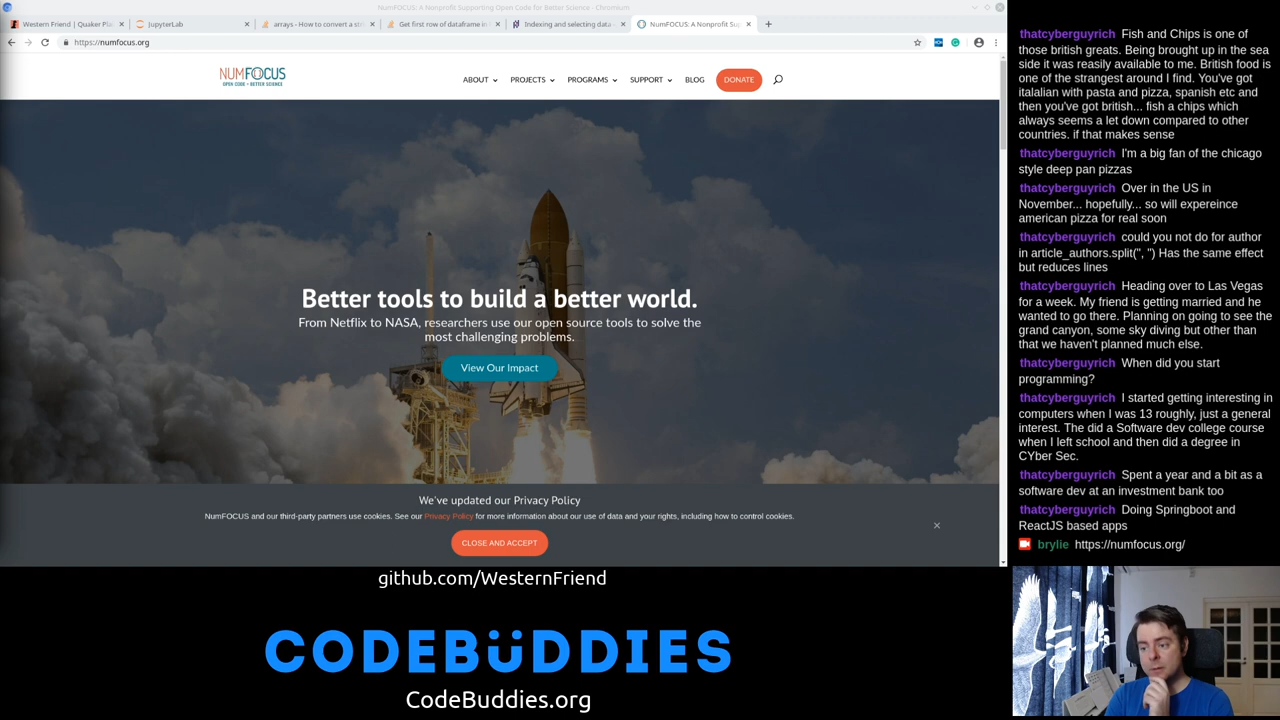 NumFOCUS: A Nonprofit Supporting Open Code for Better Science - Chromium
Western Friend | Quaker Pla
JupyterLab
arrays - How to convert a str
Get first row of dataframe in
Indexing and selecting data
NumFOCUS: A Nonprofit Sup
https://numfocus.org
NUMFOCUS
OPEN CODE = BETTER SCIENCE
ABOUT
PROJECTS
PROGRAMS
SUPPORT
BLOG
DONATE
Better tools to build a better world.
From Netflix to NASA, researchers use our open source tools to solve the
most challenging problems.
View Our Impact
We've updated our Privacy Policy
NumFOCUS and our third-party partners use cookies. See our Privacy Policy for more information about our use of data and your rights, including how to control cookies.
CLOSE AND ACCEPT
github.com/WesternFriend
CODEBÜDDIES
CodeBuddies.org
thatcyberguyrich Fish and Chips is one of
those british greats. Being brought up in the sea
side it was reasily available to me. British food is
one of the strangest around I find. You've got
italalian with pasta and pizza, spanish etc and
then you've got british... fish a chips which
always seems a let down compared to other
countries. if that makes sense
thatcyberguyrich I'm a big fan of the chicago
style deep pan pizzas
thatcyberguyrich Over in the US in
November... hopefully... so will expereince
american pizza for real soon
thatcyberguyrich could you not do for author
in article_authors.split(", ") Has the same effect
but reduces lines
thatcyberguyrich Heading over to Las Vegas
for a week. My friend is getting married and he
wanted to go there. Planning on going to see the
grand canyon, some sky diving but other than
that we haven't planned much else.
thatcyberguyrich When did you start
programming?
thatcyberguyrich I started getting interesting in
computers when I was 13 roughly, just a general
interest. The did a Software dev college course
when I left school and then did a degree in
CYber Sec.
thatcyberguyrich Spent a year and a bit as a
software dev at an investment bank too
thatcyberguyrich Doing Springboot and
ReactJS based apps
brylie https://numfocus.org/